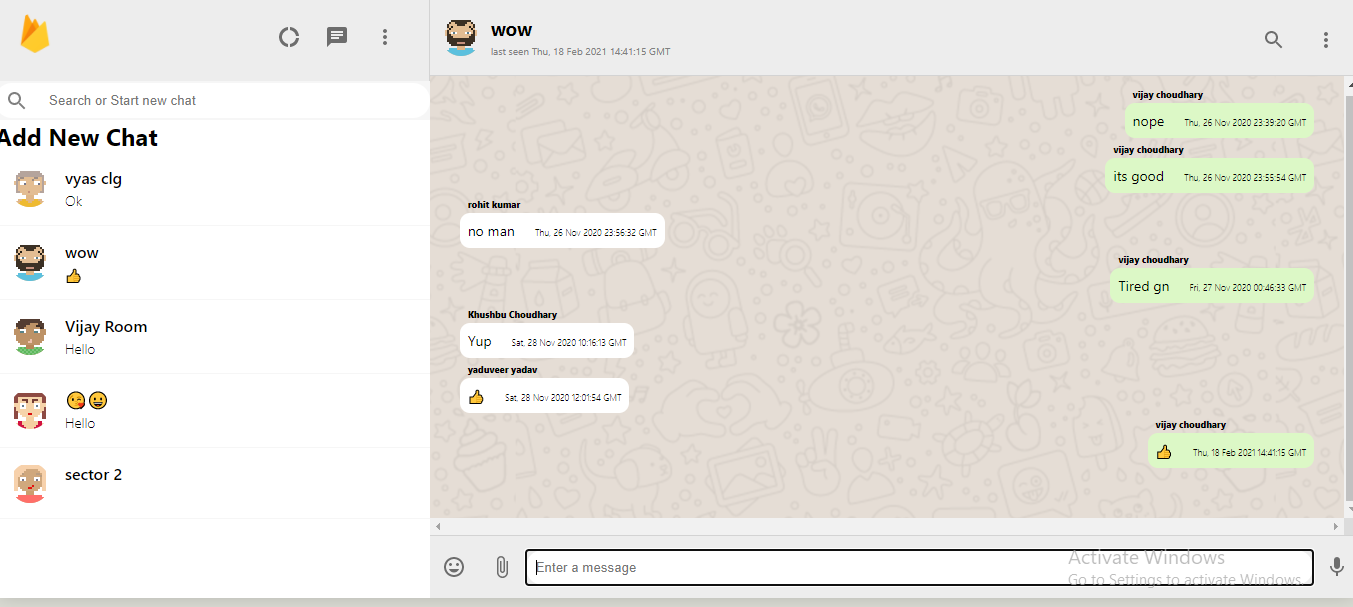 Search or Start new chat
Add New Chat
vyas clg
Ok
wow
👍
Vijay Room
Hello
😘😀
Hello
sector 2
wow
last seen Thu, 18 Feb 2021 14:41:15 GMT
vijay choudhary
nope Thu, 26 Nov 2020 23:39:20 GMT
vijay choudhary
its good Thu, 26 Nov 2020 23:55:54 GMT
rohit kumar
no man Thu, 26 Nov 2020 23:56:32 GMT
vijay choudhary
Tired gn Fri, 27 Nov 2020 00:46:33 GMT
Khushbu Choudhary
Yup Sat, 28 Nov 2020 10:16:13 GMT
yaduveer yadav
👍 Sat, 28 Nov 2020 12:01:54 GMT
vijay choudhary
👍 Thu, 18 Feb 2021 14:41:15 GMT
Enter a message
Activate Windows
Go to Settings to activate Windows.